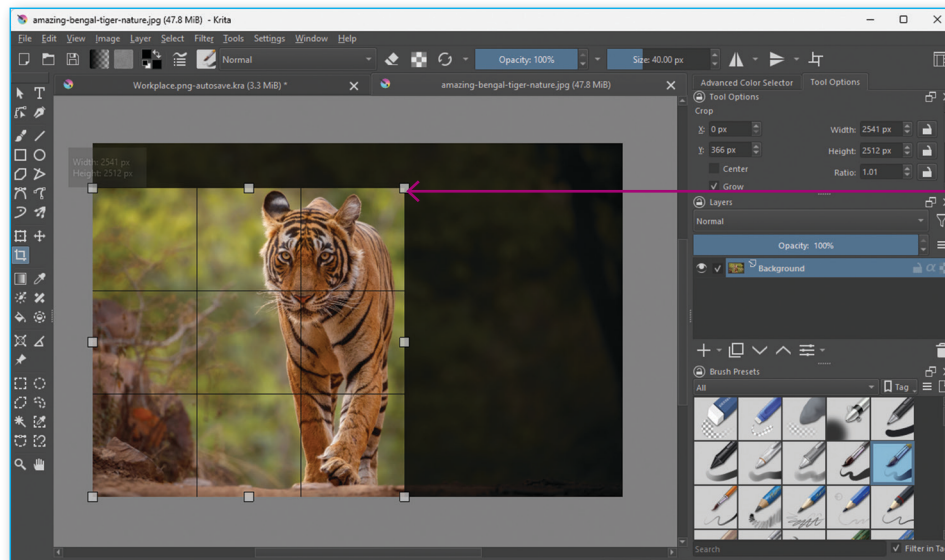 amazing-bengal-tiger-nature.jpg (47.8 MiB) - Krita
File Edit View Image Layer Select Filter Tools Settings Window Help
Normal Opacity: 100% Size: 40.00 px
Workplace.png-autosave.kra (3.3 MiB) * amazing-bengal-tiger-nature.jpg (47.8 MiB)
Advanced Color Selector Tool Options
Tool Options
Crop
X: 0 px Width: 2541 px
Y: 366 px Height: 2512 px
Center Ratio: 1.01
Grow
Width: 2541 px
Height: 2512 px
Layers
Normal
Opacity: 100%
Background
Brush Presets
All Tag
Search Filter in Ta